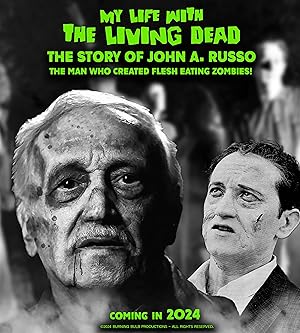 MY LIFE WITH
THE LIVING DEAD
THE STORY OF JOHN A. RUSSO
THE MAN WHO CREATED FLESH EATING ZOMBIES!
COMING IN 2024
©2024 BURNING BULB PRODUCTIONS – ALL RIGHTS RESERVED.